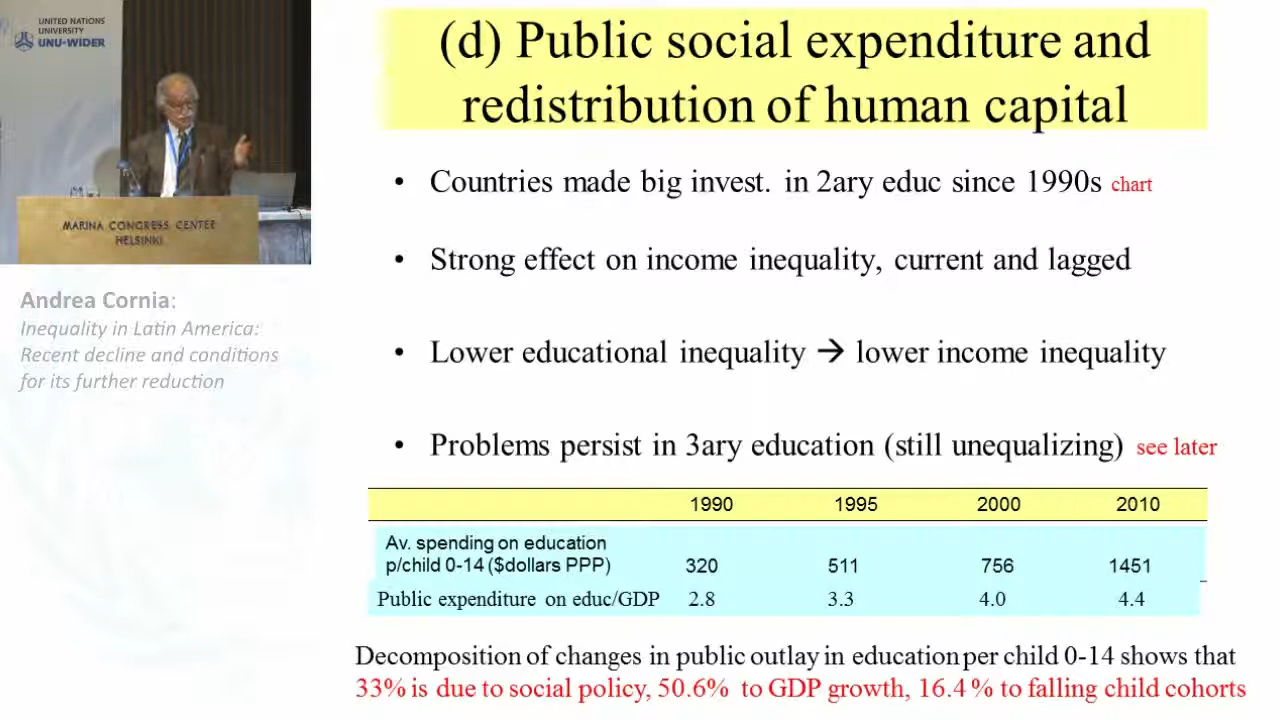 UNITED NATIONS
UNIVERSITY
UNU-WIDER
MARINA CONGRESS CENTER
HELSINKI
Andrea Cornia:
Inequality in Latin America:
Recent decline and conditions
for its further reduction
(d) Public social expenditure and
redistribution of human capital
• Countries made big invest. in 2ary educ since 1990s chart
• Strong effect on income inequality, current and lagged
• Lower educational inequality → lower income inequality
• Problems persist in 3ary education (still unequalizing) see later
1990 1995 2000 2010
Av. spending on education
p/child 0-14 ($dollars PPP) 320 511 756 1451
Public expenditure on educ/GDP 2.8 3.3 4.0 4.4
Decomposition of changes in public outlay in education per child 0-14 shows that
33% is due to social policy, 50.6% to GDP growth, 16.4 % to falling child cohorts